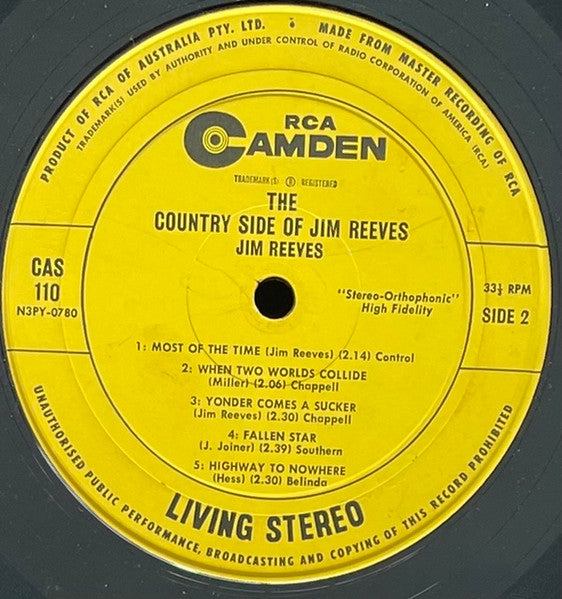 PRODUCT OF RCA OF AUSTRALIA PTY. LTD. • MADE FROM MASTER RECORDING OF RCA
TRADEMARK(S) USED BY AUTHORITY AND UNDER CONTROL OF RADIO CORPORATION OF AMERICA (RCA)
RCA
CAMDEN
TRADEMARK(S) ® REGISTERED
THE
COUNTRY SIDE OF JIM REEVES
JIM REEVES
CAS
110
N3PY-0780
"Stereo-Orthophonic"
High Fidelity
33⅓ RPM
SIDE 2
1: MOST OF THE TIME (Jim Reeves) (2.14) Control
2: WHEN TWO WORLDS COLLIDE
(Miller) (2.06) Chappell
3: YONDER COMES A SUCKER
(Jim Reeves) (2.30) Chappell
4: FALLEN STAR
(J. Joiner) (2.39) Southern
5: HIGHWAY TO NOWHERE
(Hess) (2.30) Belinda
LIVING STEREO
UNAUTHORISED PUBLIC PERFORMANCE, BROADCASTING AND COPYING OF THIS RECORD PROHIBITED